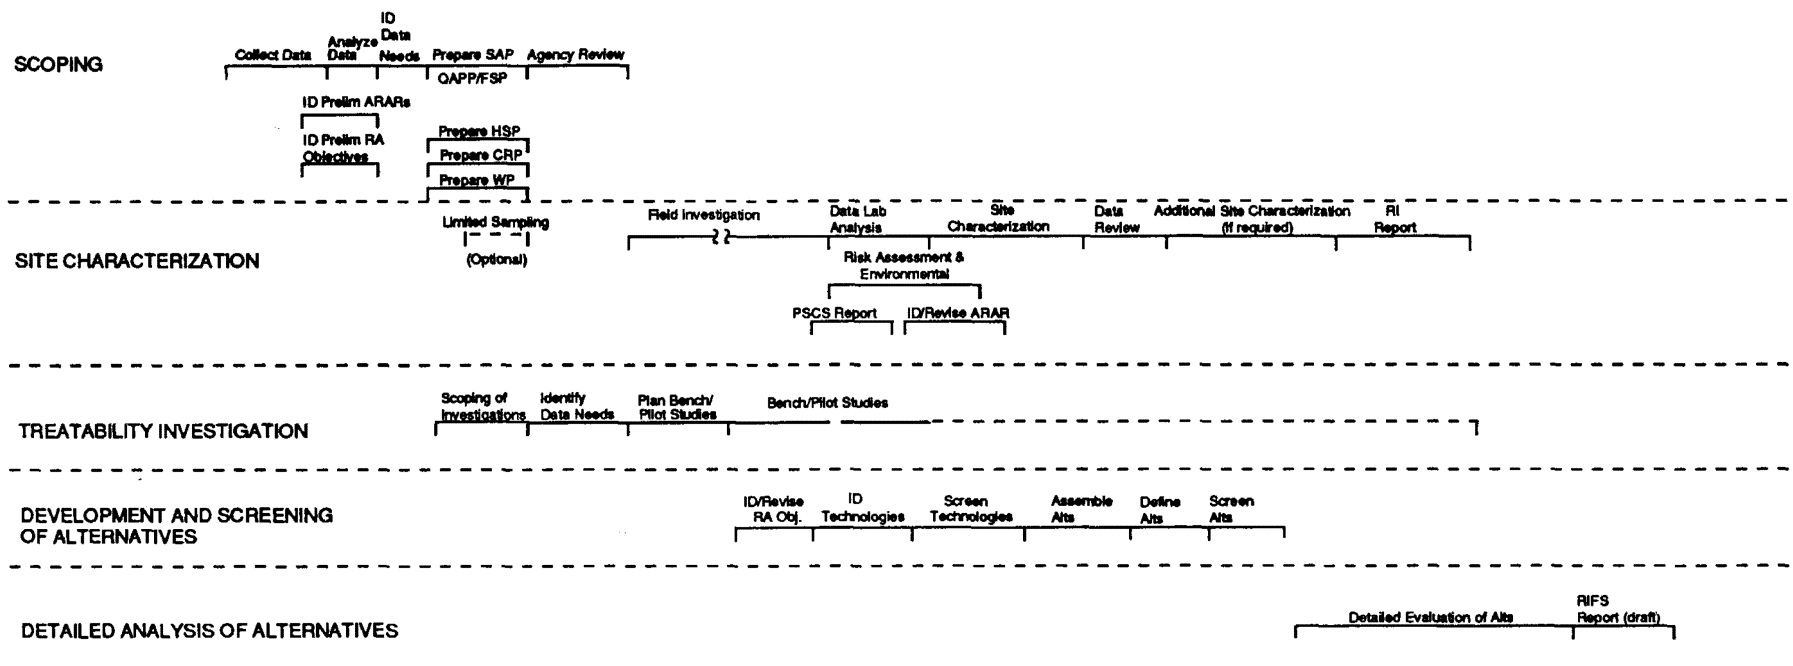 SCOPING
Collect Data
Analyze
Data
ID
Data
Needs
Prepare SAP
QAPP/FSP
Agency Review
ID Prelim ARARs
ID Prelim RA
Objectives
Prepare HSP
Prepare CRP
Prepare WP
SITE CHARACTERIZATION
Limited Sampling
(Optional)
Field Investigation
Data Lab
Analysis
Site
Characterization
Data
Review
Additional Site Characterization
(if required)
RI
Report
Risk Assessment &
Environmental
PSCS Report
ID/Revise ARAR
TREATABILITY INVESTIGATION
Scoping of
Investigations
Identify
Data Needs
Plan Bench/
Pilot Studies
Bench/Pilot Studies
DEVELOPMENT AND SCREENING
OF ALTERNATIVES
ID/Revise
RA Obj.
ID
Technologies
Screen
Technologies
Assemble
Alts
Define
Alts
Screen
Alts
DETAILED ANALYSIS OF ALTERNATIVES
Detailed Evaluation of Alts
RIFS
Report (draft)